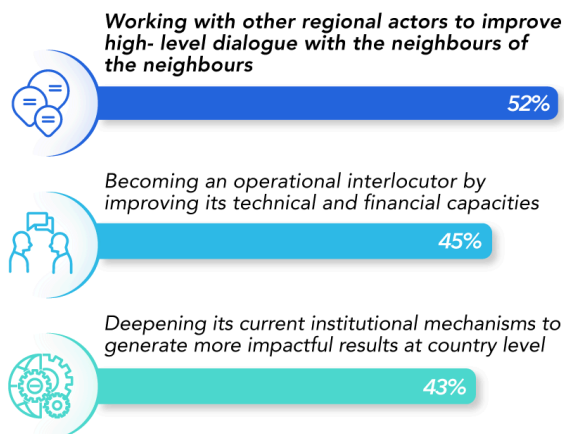 Working with other regional actors to improve
high- level dialogue with the neighbours of
the neighbours
52%
Becoming an operational interlocutor by
improving its technical and financial capacities
45%
Deepening its current institutional mechanisms to
generate more impactful results at country level
43%